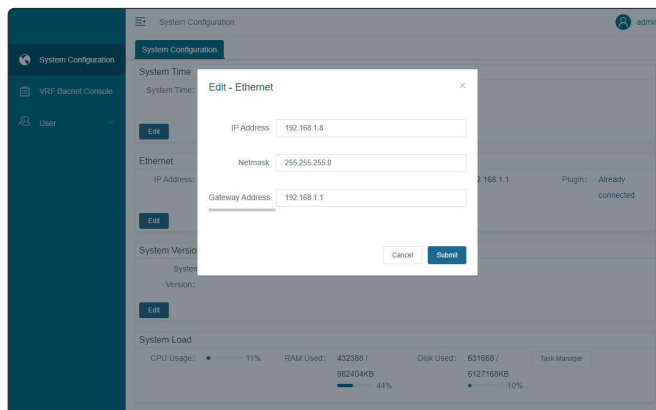 System Configuration
admin
System Configuration
System Configuration
VRF Bacnet Console
User
System Time
System Time:
Edit
Edit - Ethernet
×
IP Address 192.168.1.8
Netmask 255.255.255.0
Gateway Address 192.168.1.1
Cancel Submit
Ethernet
IP Address:
2.168.1.1 Plugin: Already
connected
Edit
System Versio
System
Version:
Edit
System Load
CPU Usage: 11% RAM Used: 432388 / Disk Used: 631668 / Task Manager
982404KB 6127168KB
44% 10%